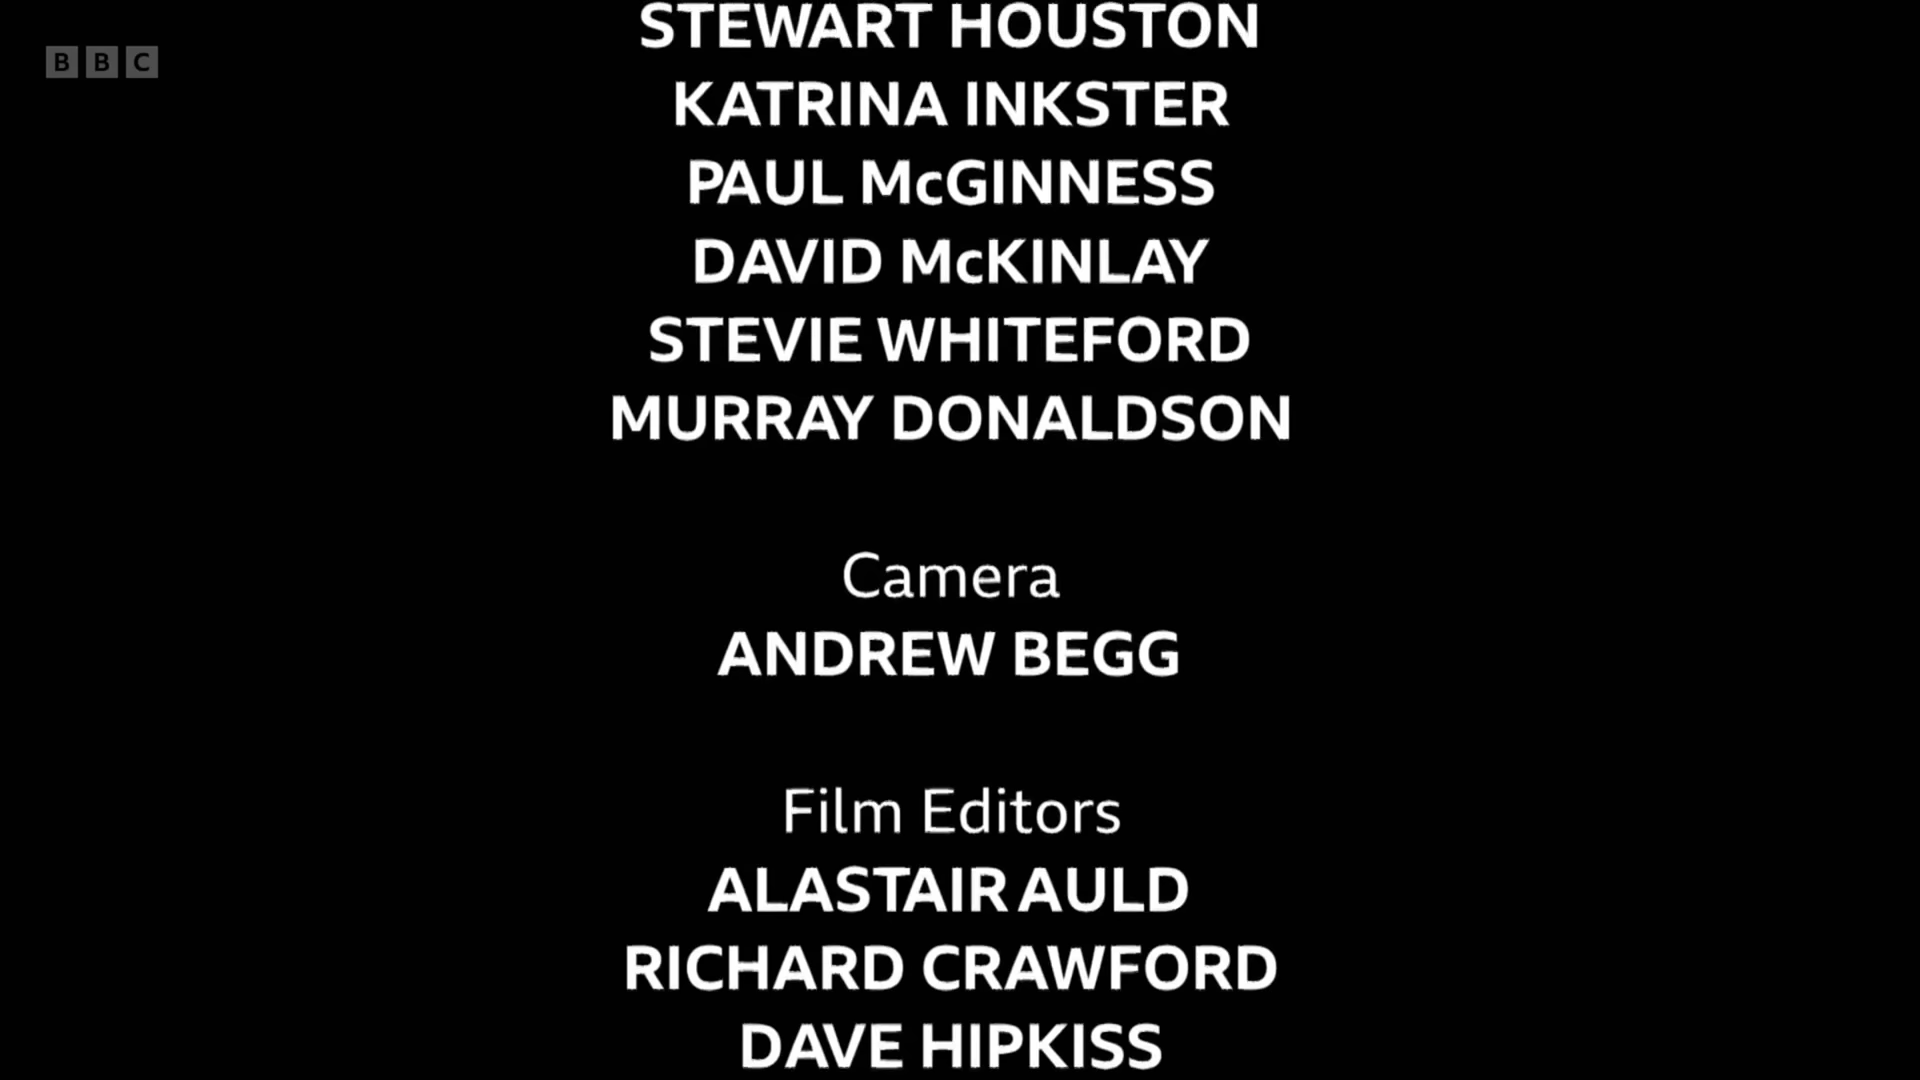 BBC
STEWART HOUSTON
KATRINA INKSTER
PAUL McGINNESS
DAVID McKINLAY
STEVIE WHITEFORD
MURRAY DONALDSON
Camera
ANDREW BEGG
Film Editors
ALASTAIR AULD
RICHARD CRAWFORD
DAVE HIPKISS